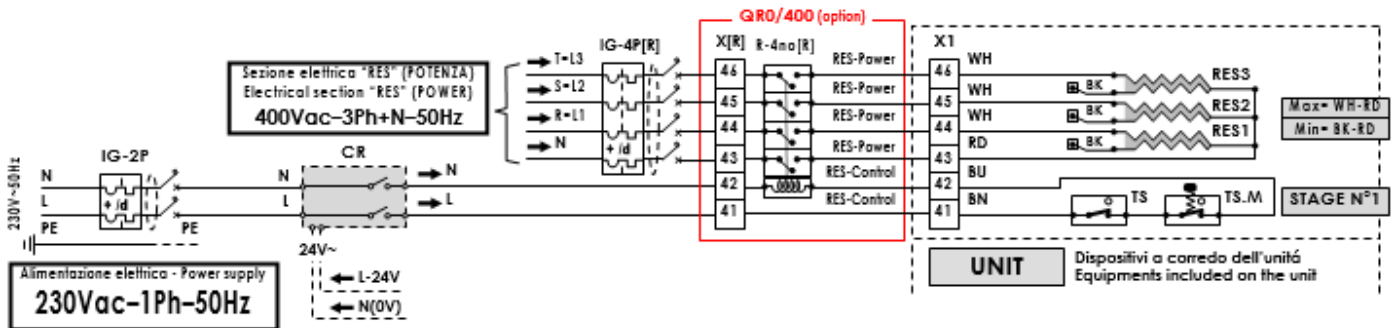 QR0/400 (option)
IG-4P[R]
X[R]
R-4no[R]
X1
T=L3
S=L2
R=L1
N
+ /d
Sezione elettrica "RES" (POTENZA)
Electrical section "RES" (POWER)
400Vac–3Ph+N–50Hz
46
45
44
43
42
41
RES-Power
RES-Power
RES-Power
RES-Power
RES-Control
RES-Control
46
45
44
43
42
41
WH
WH
WH
RD
BU
BN
BK
BK
BK
RES3
RES2
RES1
Max= WH-RD
Min= BK-RD
TS
TS.M
STAGE N°1
UNIT
Dispositivi a corredo dell'unitá
Equipments included on the unit
230V~50Hz
IG-2P
N
L
PE
+ /d
PE
CR
N
L
N
L
24V~
L-24V
N(0V)
Alimentazione elettrica - Power supply
230Vac–1Ph–50Hz